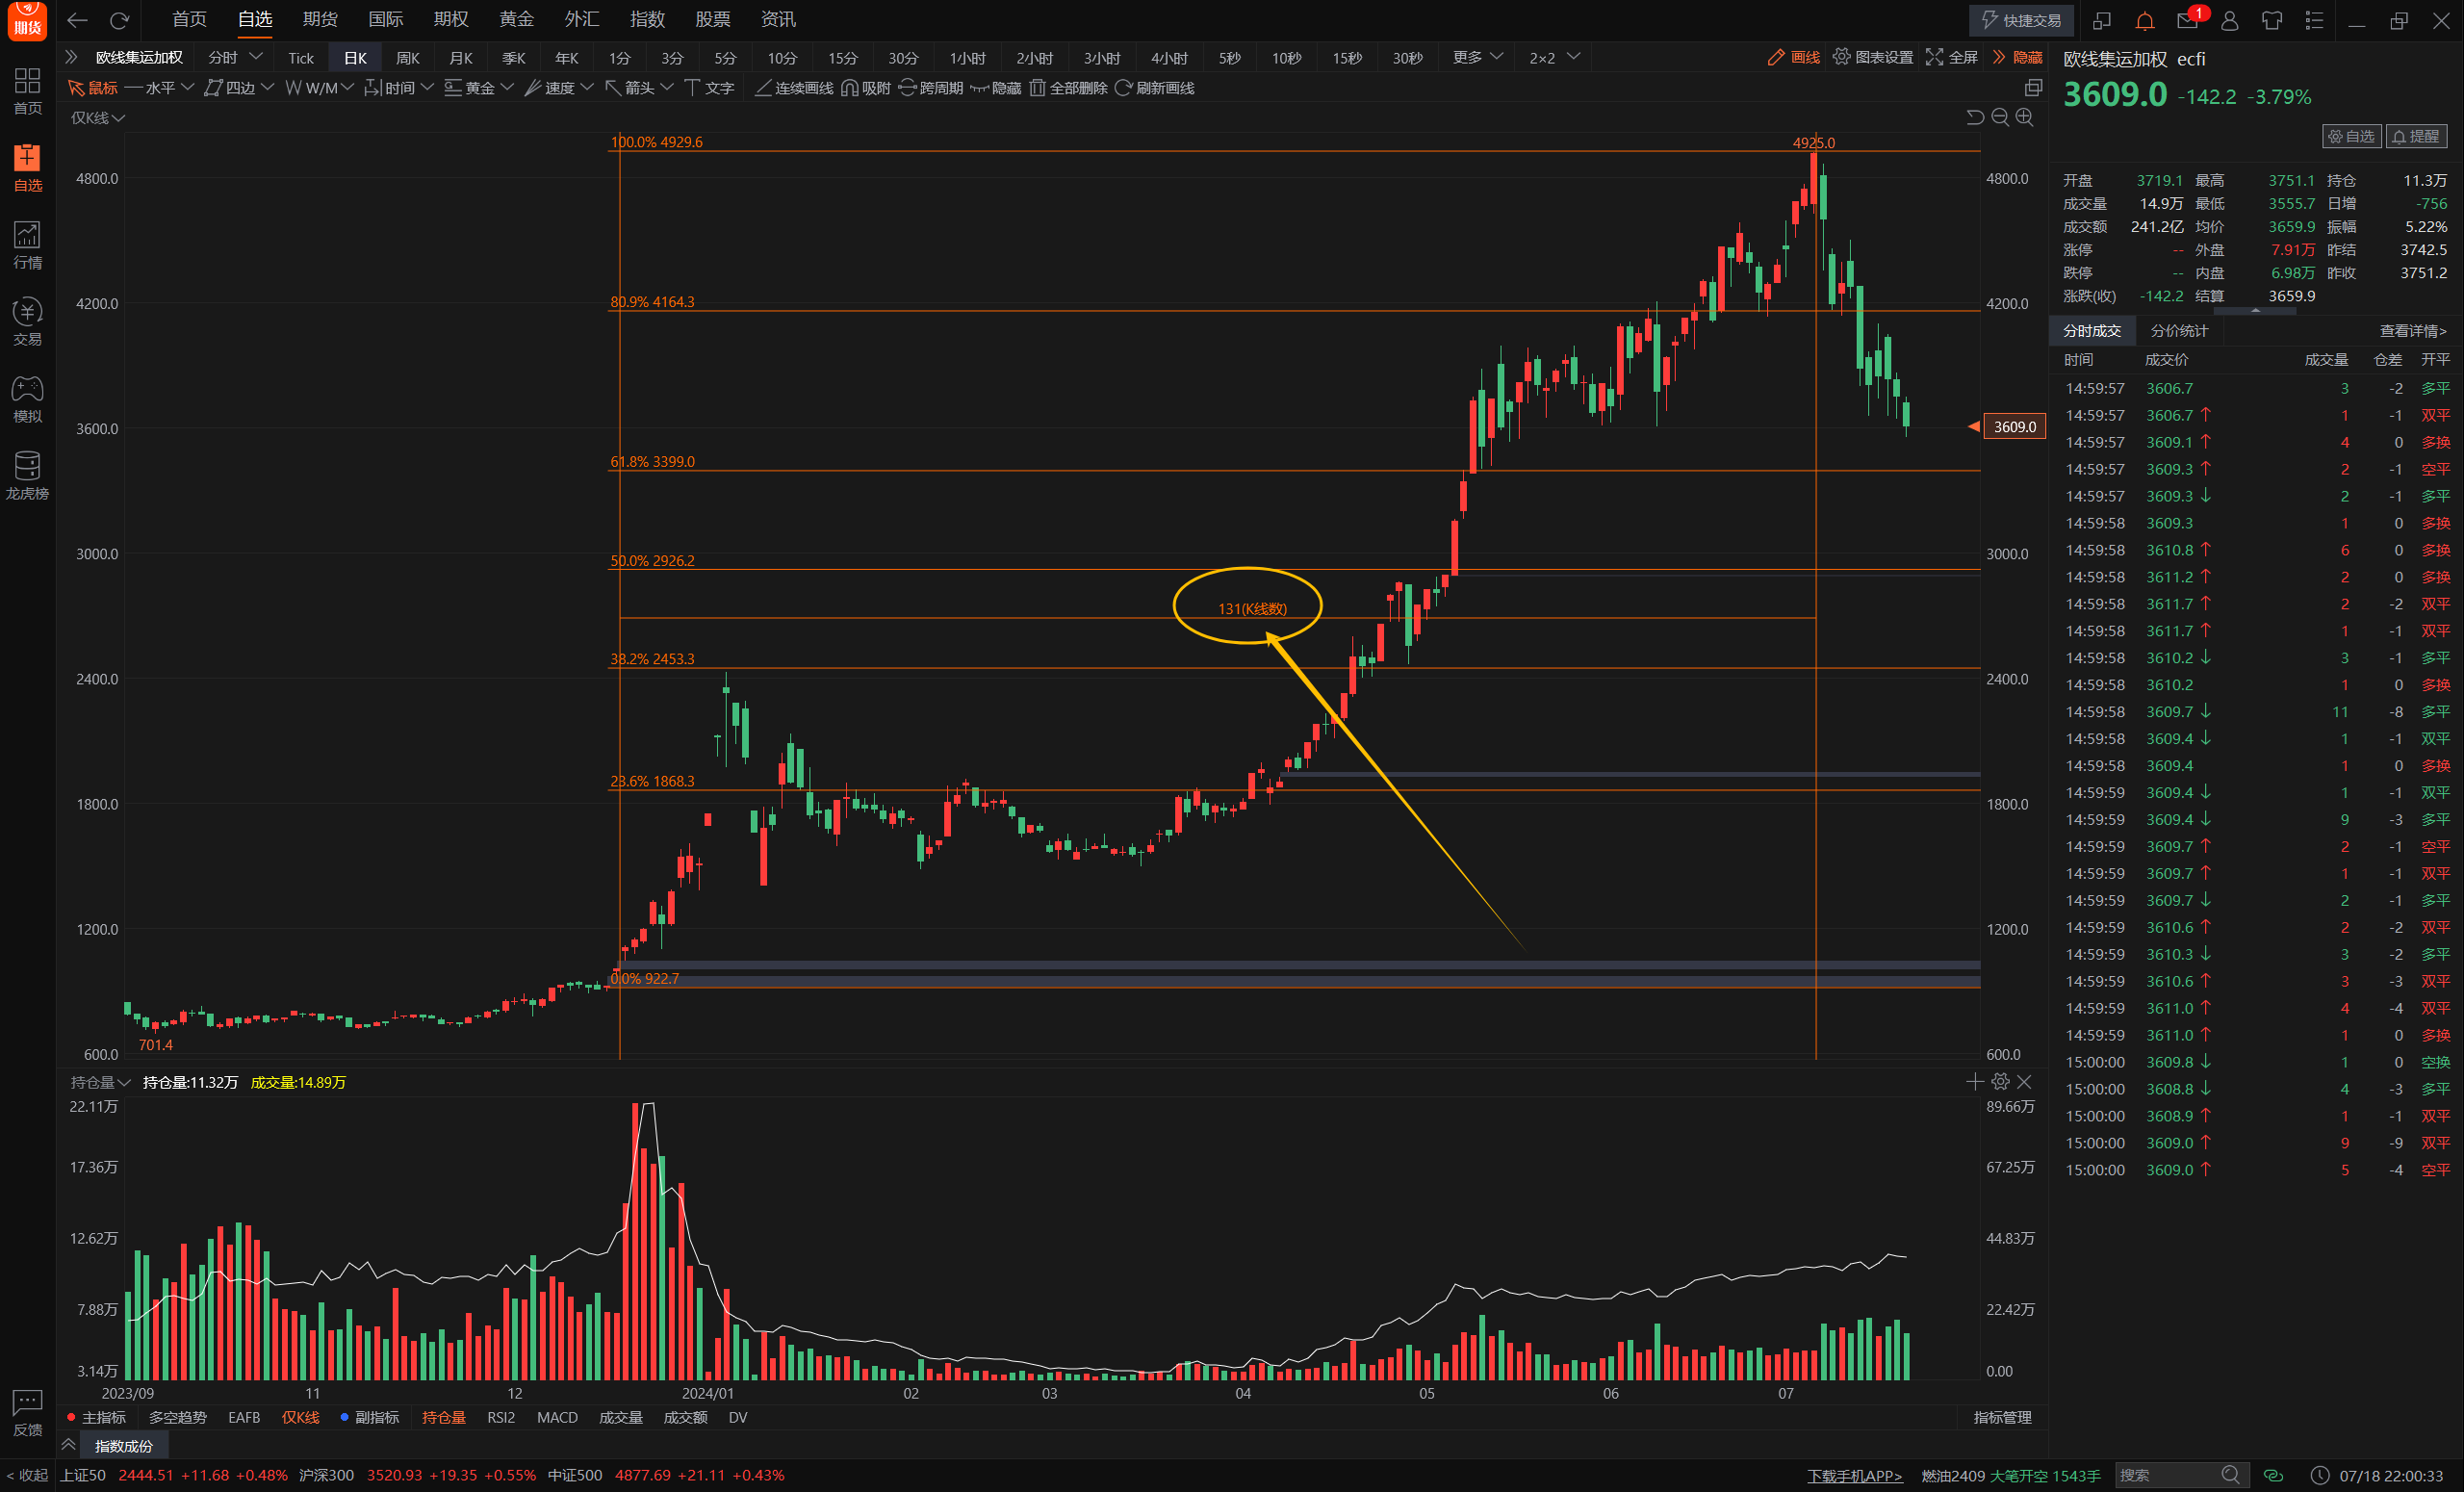 期货 首页 自选 期货 国际 期权 黄金 外汇 指数 股票 资讯 快捷交易 1
欧线集运加权 分时 Tick 日K 周K 月K 季K 年K 1分 3分 5分 10分 15分 30分 1小时 2小时 3小时 4小时 5秒 10秒 15秒 30秒 更多 2×2 画线 图表设置 全屏 隐藏
鼠标 水平 四边 W/M 时间 黄金 速度 箭头 文字 连续画线 吸附 跨周期 隐藏 全部删除 刷新画线
首页
自选
行情
交易
模拟
龙虎榜
反馈
仅K线
100.0% 4929.6
4925.0
4800.0 4800.0
80.9% 4164.3
4200.0 4200.0
3600.0 3609.0
61.8% 3399.0
3000.0 3000.0
50.0% 2926.2
131(K线数)
38.2% 2453.3
2400.0 2400.0
23.6% 1868.3
1800.0 1800.0
1200.0 1200.0
0.0% 922.7
701.4
600.0 600.0
持仓量 持仓量:11.32万 成交量:14.89万
22.11万 89.66万
17.36万 67.25万
12.62万 44.83万
7.88万 22.42万
3.14万 0.00
2023/09 11 12 2024/01 02 03 04 05 06 07
主指标 多空趋势 EAFB 仅K线 副指标 持仓量 RSI2 MACD 成交量 成交额 DV 指标管理
指数成份
欧线集运加权 ecfi
3609.0 -142.2 -3.79%
自选 提醒
开盘 3719.1 最高 3751.1 持仓 11.3万
成交量 14.9万 最低 3555.7 日增 -756
成交额 241.2亿 均价 3659.9 振幅 5.22%
涨停 -- 外盘 7.91万 昨结 3742.5
跌停 -- 内盘 6.98万 昨收 3751.2
涨跌(收) -142.2 结算 3659.9
分时成交 分价统计 查看详情>
时间 成交价 成交量 仓差 开平
14:59:57 3606.7 3 -2 多平
14:59:57 3606.7 ↑ 1 -1 双平
14:59:57 3609.1 ↑ 4 0 多换
14:59:57 3609.3 ↑ 2 -1 空平
14:59:57 3609.3 ↓ 2 -1 多平
14:59:58 3609.3 1 0 多换
14:59:58 3610.8 ↑ 6 0 多换
14:59:58 3611.2 ↑ 2 0 多换
14:59:58 3611.7 ↑ 2 -2 双平
14:59:58 3611.7 ↑ 1 -1 双平
14:59:58 3610.2 ↓ 3 -1 多平
14:59:58 3610.2 1 0 多换
14:59:58 3609.7 ↓ 11 -8 多平
14:59:58 3609.4 ↓ 1 -1 双平
14:59:58 3609.4 1 0 多换
14:59:59 3609.4 ↓ 1 -1 双平
14:59:59 3609.4 ↓ 9 -3 多平
14:59:59 3609.7 ↑ 2 -1 空平
14:59:59 3609.7 ↑ 1 -1 双平
14:59:59 3609.7 ↓ 2 -1 多平
14:59:59 3610.6 ↑ 2 -2 双平
14:59:59 3610.3 ↓ 3 -2 多平
14:59:59 3610.6 ↑ 3 -3 双平
14:59:59 3611.0 ↑ 4 -4 双平
14:59:59 3611.0 ↑ 1 0 多换
15:00:00 3609.8 ↓ 1 0 空换
15:00:00 3608.8 ↓ 4 -3 多平
15:00:00 3608.9 ↑ 1 -1 双平
15:00:00 3609.0 ↑ 9 -9 双平
15:00:00 3609.0 ↑ 5 -4 空平
< 收起 上证50 2444.51 +11.68 +0.48% 沪深300 3520.93 +19.35 +0.55% 中证500 4877.69 +21.11 +0.43% 下载手机APP> 燃油2409 大笔开空 1543手 搜索 07/18 22:00:33